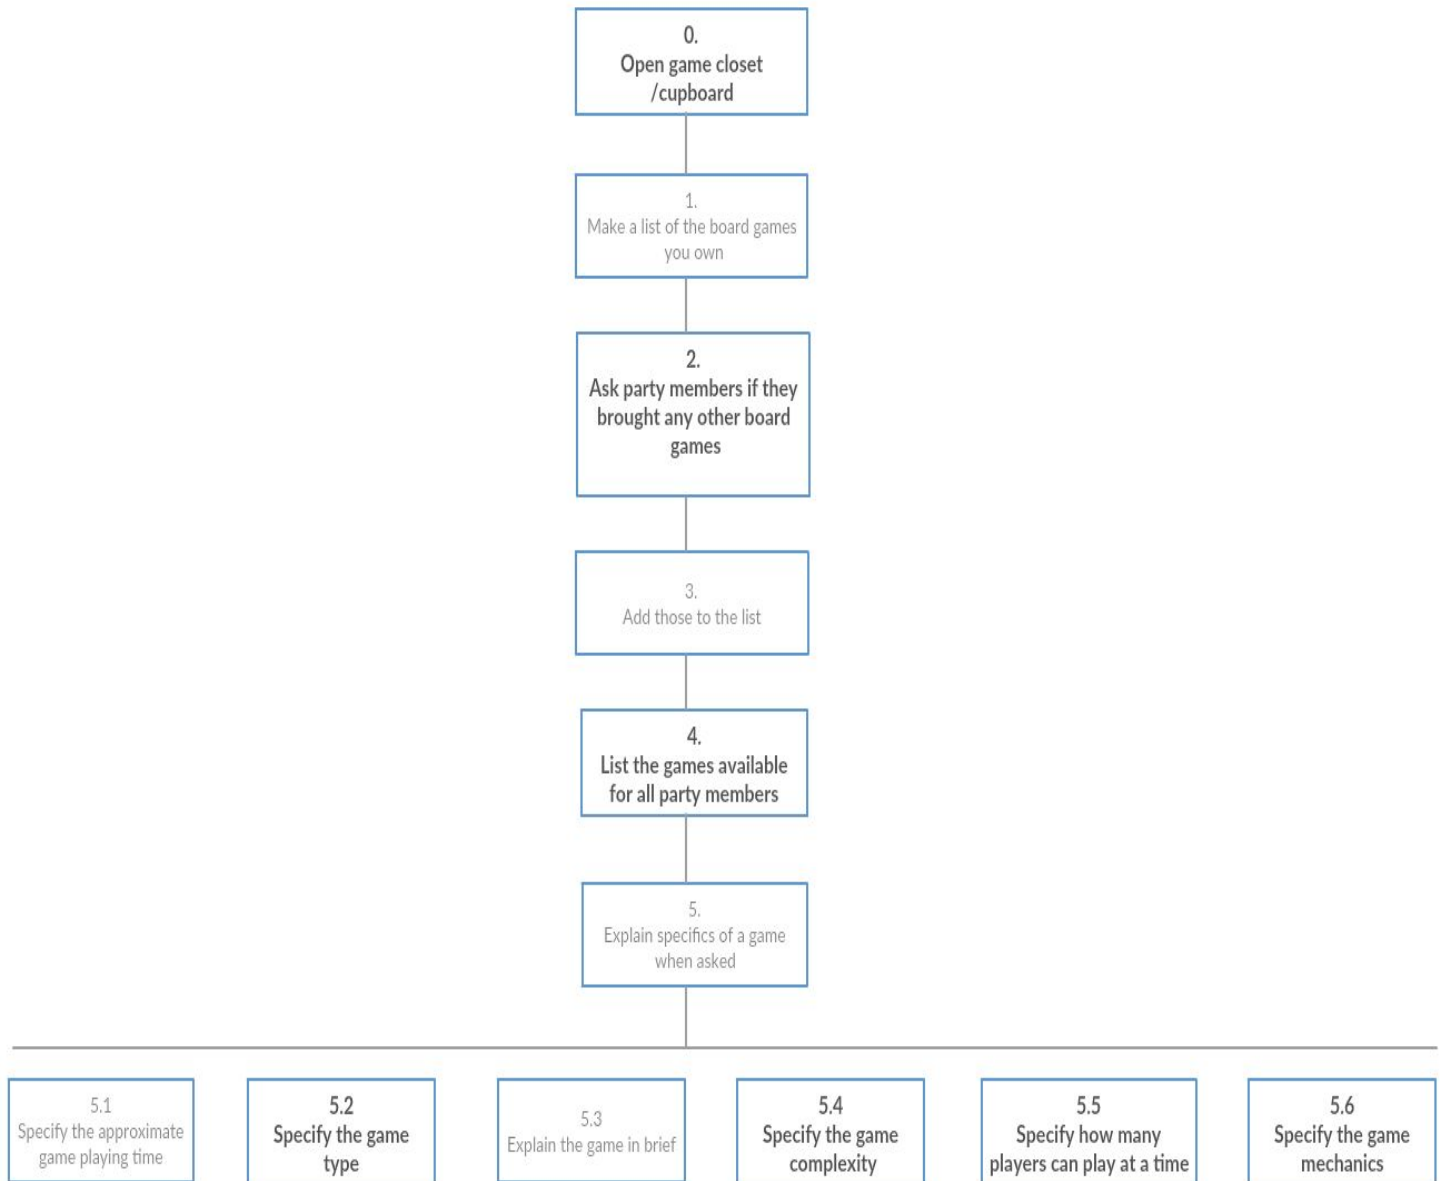 0.
Open game closet
/cupboard
1.
Make a list of the board games
you own
2.
Ask party members if they
brought any other board
games
3.
Add those to the list
4.
List the games available
for all party members
5.
Explain specifics of a game
when asked
5.1
Specify the approximate
game playing time
5.2
Specify the game
type
5.3
Explain the game in brief
5.4
Specify the game
complexity
5.5
Specify how many
players can play at a time
5.6
Specify the game
mechanics